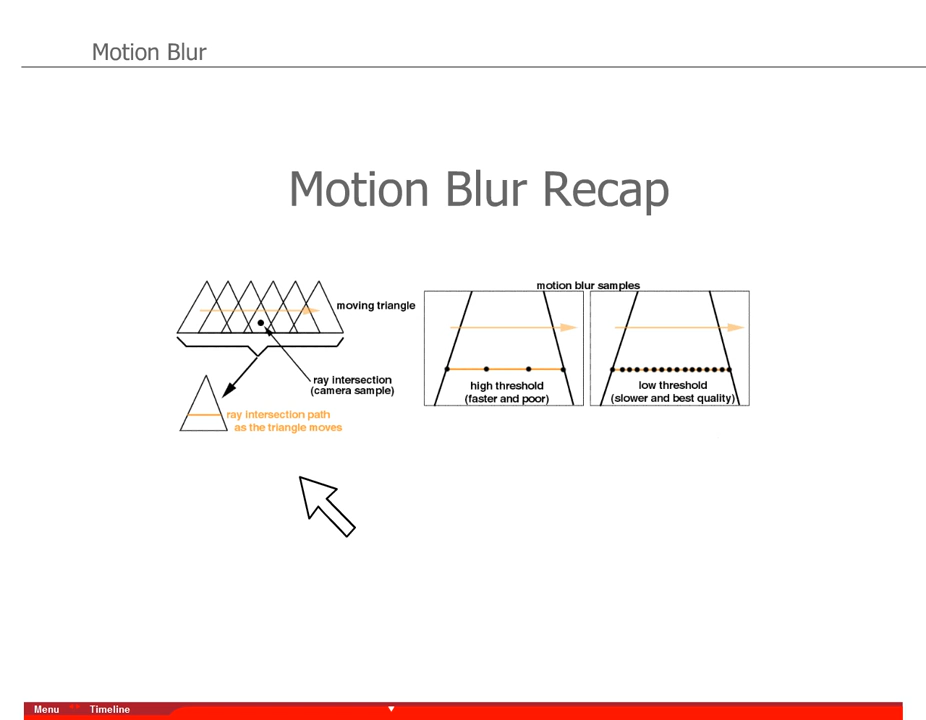 Motion Blur
Motion Blur Recap
motion blur samples
moving triangle
ray intersection
(camera sample)
ray intersection path
as the triangle moves
high threshold
(faster and poor)
low threshold
(slower and best quality)
Menu
Timeline